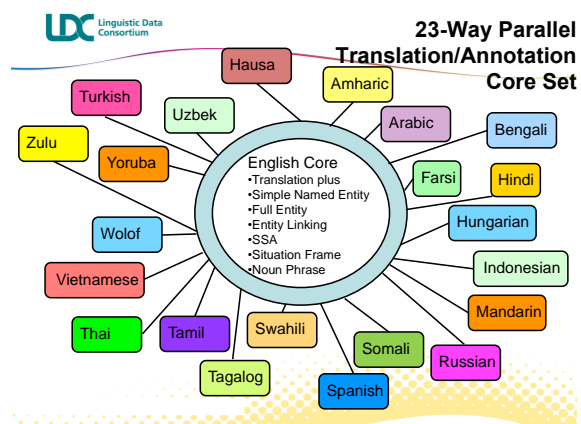 LDC Linguistic Data
Consortium
23-Way Parallel
Translation/Annotation
Core Set
Hausa
Amharic
Turkish
Uzbek
Arabic
Bengali
Zulu
Yoruba
English Core
•Translation plus
•Simple Named Entity
•Full Entity
•Entity Linking
•SSA
•Situation Frame
•Noun Phrase
Farsi
Hindi
Wolof
Hungarian
Vietnamese
Indonesian
Thai
Tamil
Swahili
Mandarin
Tagalog
Somali
Russian
Spanish